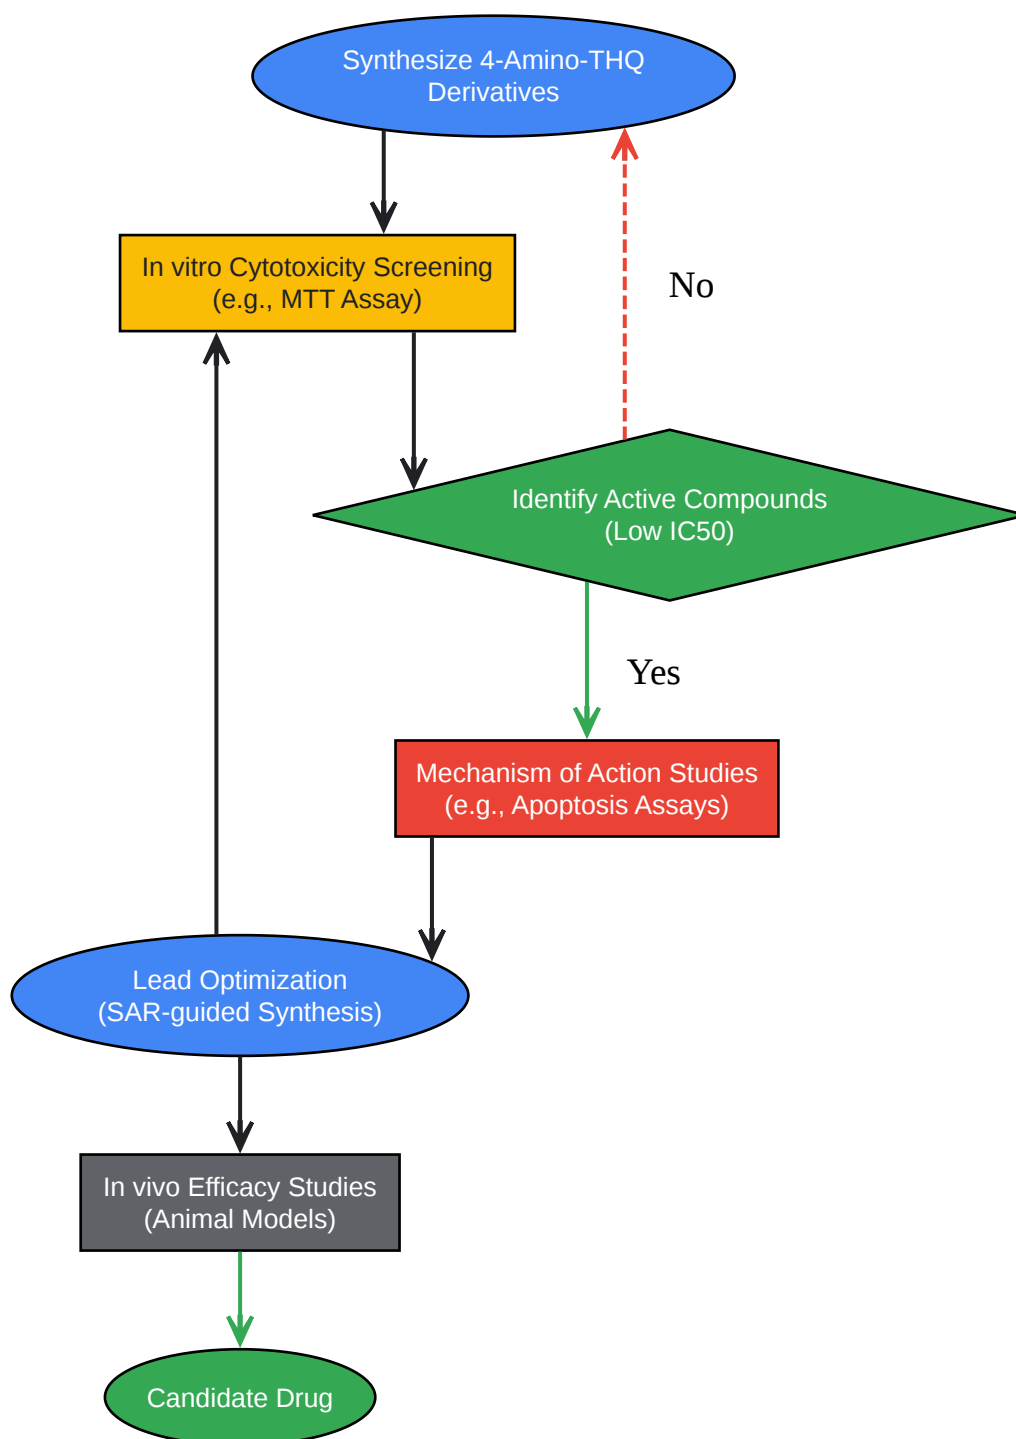 Synthesize 4-Amino-THQ
Derivatives
In vitro Cytotoxicity Screening
(e.g., MTT Assay)
No
Identify Active Compounds
(Low IC50)
Yes
Mechanism of Action Studies
(e.g., Apoptosis Assays)
Lead Optimization
(SAR-guided Synthesis)
In vivo Efficacy Studies
(Animal Models)
Candidate Drug